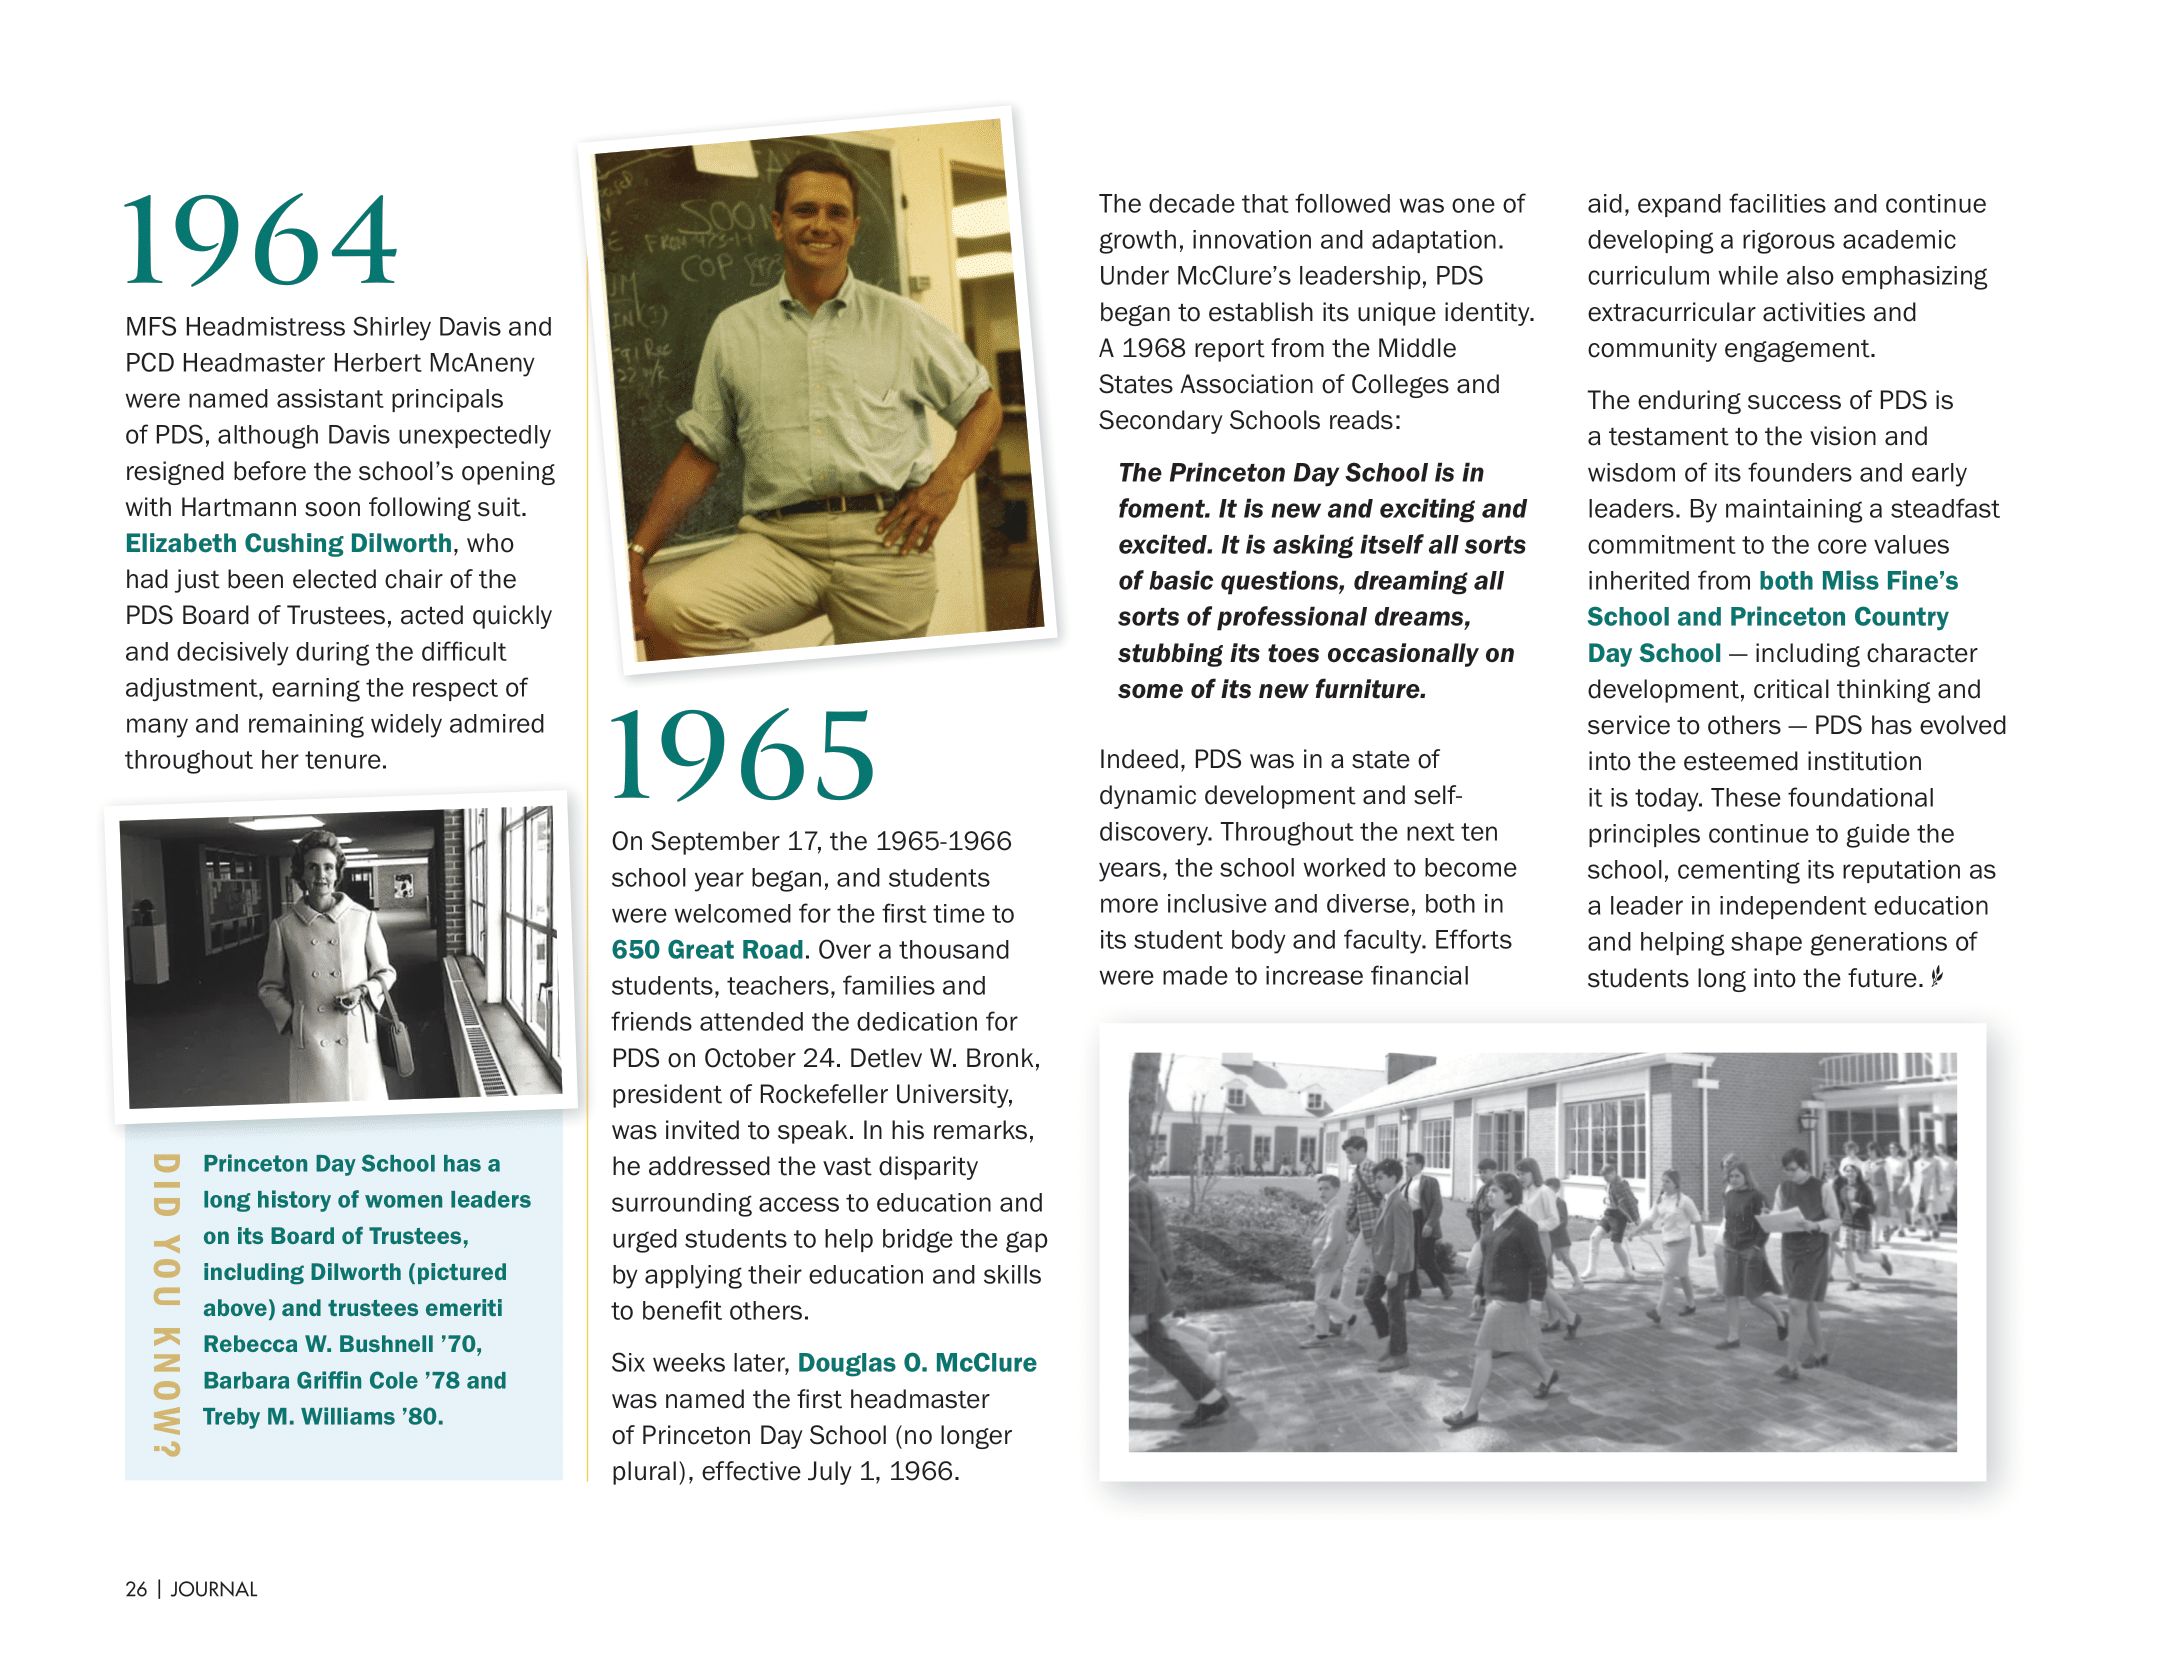 1964
MFS Headmistress Shirley Davis and
PCD Headmaster Herbert McAneny
were named assistant principals
of PDS, although Davis unexpectedly
resigned before the school’s opening
with Hartmann soon following suit.
Elizabeth Cushing Dilworth, who
had just been elected chair of the
PDS Board of Trustees, acted quickly
and decisively during the difficult
adjustment, earning the respect of
many and remaining widely admired
throughout her tenure.
DID YOU KNOW?
Princeton Day School has a
long history of women leaders
on its Board of Trustees,
including Dilworth (pictured
above) and trustees emeriti
Rebecca W. Bushnell ’70,
Barbara Griffin Cole ’78 and
Treby M. Williams ’80.
SOON
COP
1965
On September 17, the 1965-1966
school year began, and students
were welcomed for the first time to
650 Great Road. Over a thousand
students, teachers, families and
friends attended the dedication for
PDS on October 24. Detlev W. Bronk,
president of Rockefeller University,
was invited to speak. In his remarks,
he addressed the vast disparity
surrounding access to education and
urged students to help bridge the gap
by applying their education and skills
to benefit others.
Six weeks later, Douglas O. McClure
was named the first headmaster
of Princeton Day School (no longer
plural), effective July 1, 1966.
The decade that followed was one of
growth, innovation and adaptation.
Under McClure’s leadership, PDS
began to establish its unique identity.
A 1968 report from the Middle
States Association of Colleges and
Secondary Schools reads:
The Princeton Day School is in
foment. It is new and exciting and
excited. It is asking itself all sorts
of basic questions, dreaming all
sorts of professional dreams,
stubbing its toes occasionally on
some of its new furniture.
Indeed, PDS was in a state of
dynamic development and self-
discovery. Throughout the next ten
years, the school worked to become
more inclusive and diverse, both in
its student body and faculty. Efforts
were made to increase financial
aid, expand facilities and continue
developing a rigorous academic
curriculum while also emphasizing
extracurricular activities and
community engagement.
The enduring success of PDS is
a testament to the vision and
wisdom of its founders and early
leaders. By maintaining a steadfast
commitment to the core values
inherited from both Miss Fine’s
School and Princeton Country
Day School — including character
development, critical thinking and
service to others — PDS has evolved
into the esteemed institution
it is today. These foundational
principles continue to guide the
school, cementing its reputation as
a leader in independent education
and helping shape generations of
students long into the future.
26 | JOURNAL